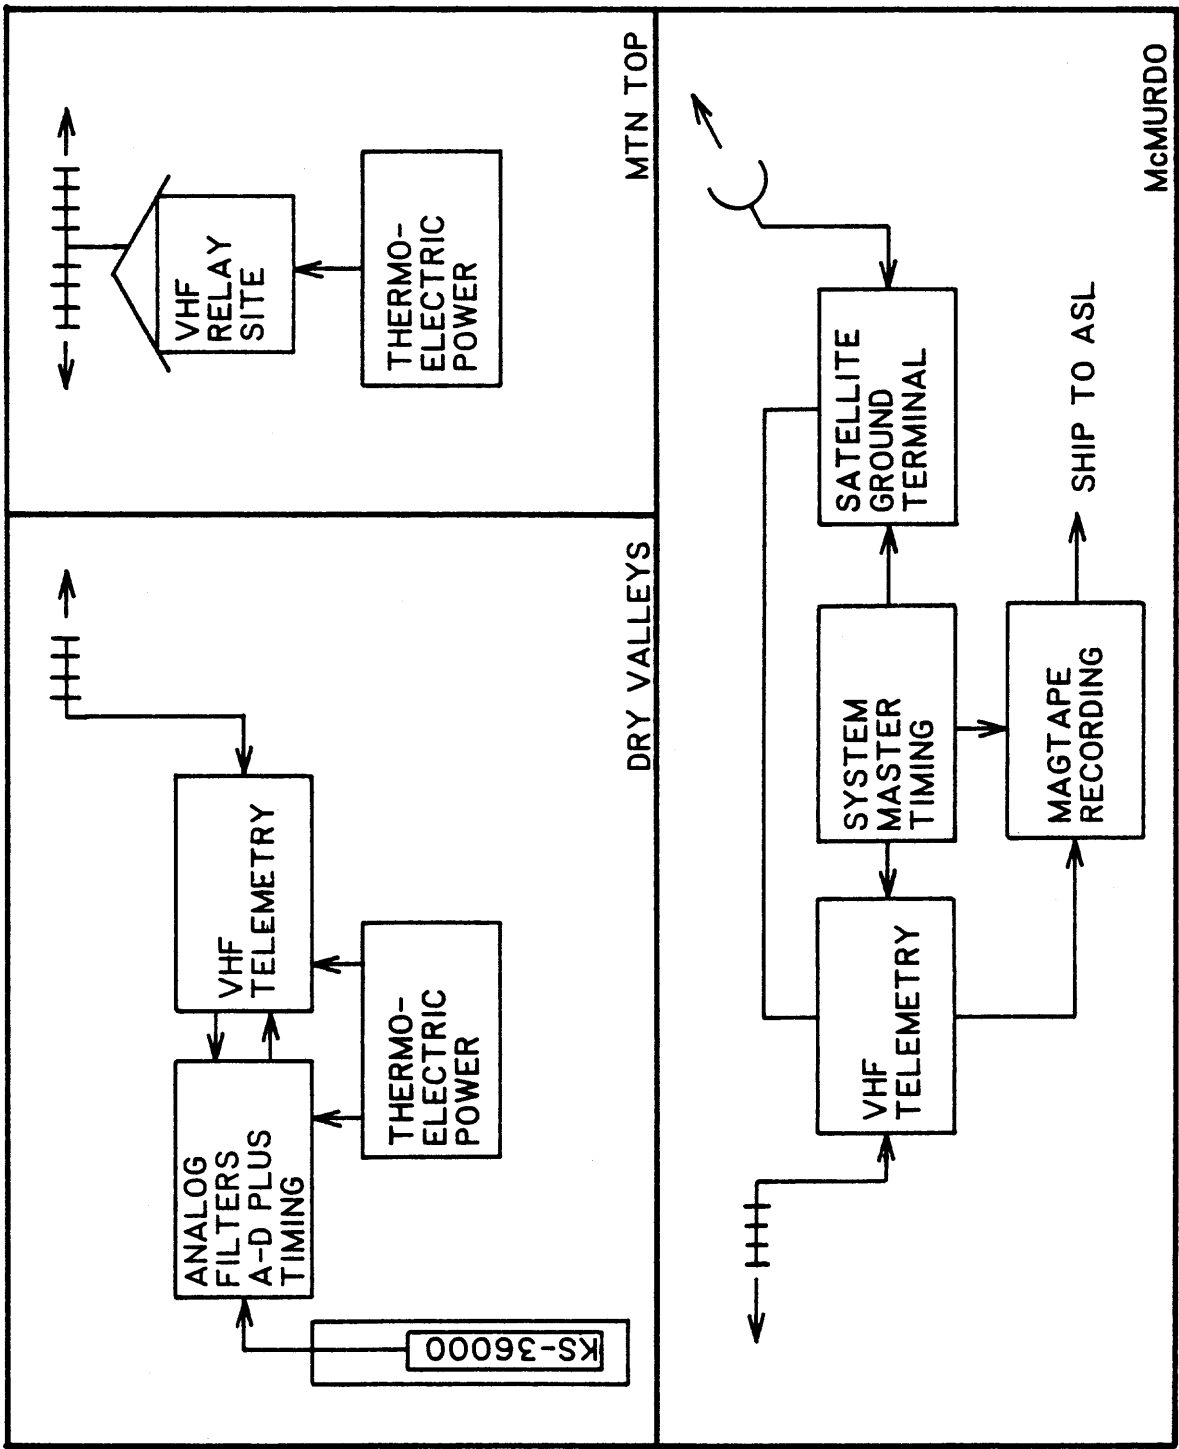 KS-36000
ANALOG
FILTERS
A-D PLUS
TIMING
VHF
TELEMETRY
THERMO-
ELECTRIC
POWER
DRY VALLEYS
VHF
RELAY
SITE
THERMO-
ELECTRIC
POWER
MTN TOP
VHF
TELEMETRY
SYSTEM
MASTER
TIMING
SATELLITE
GROUND
TERMINAL
MAGTAPE
RECORDING
SHIP TO ASL
McMURDO